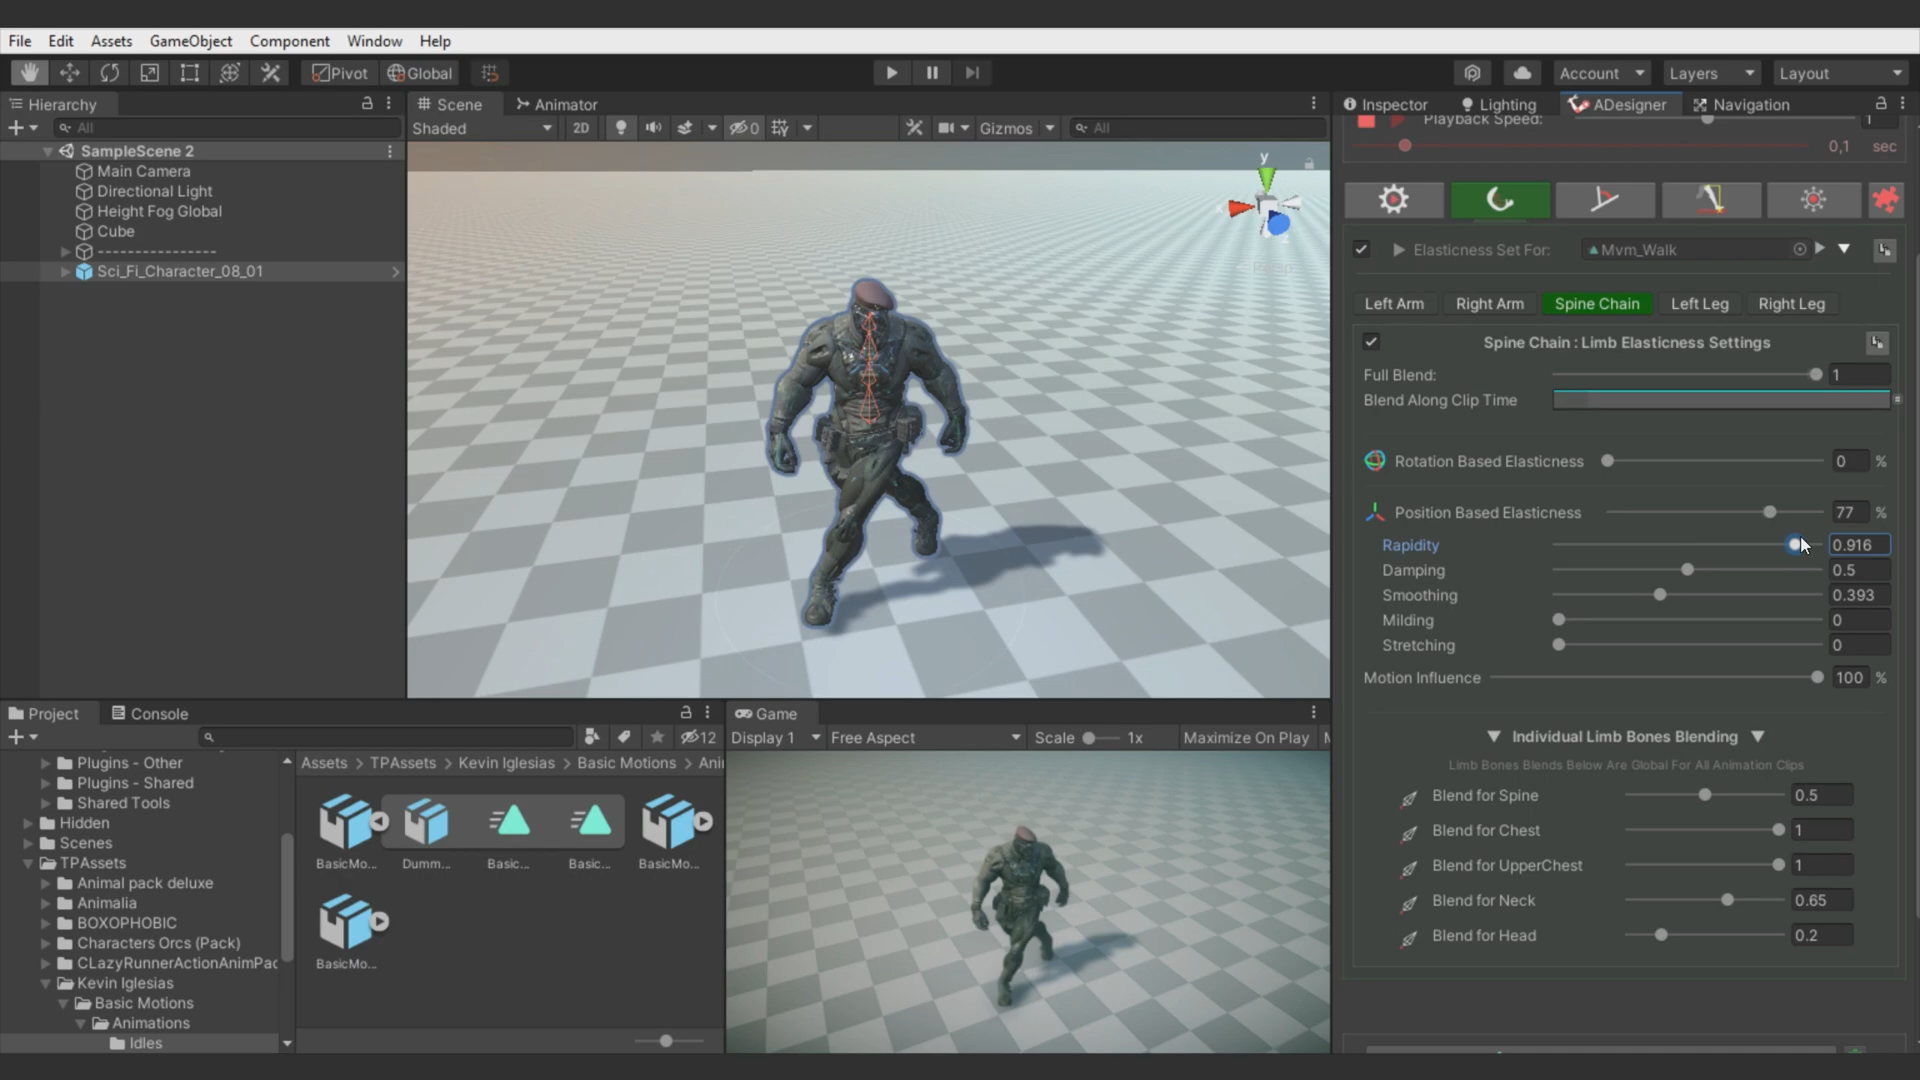 File Edit Assets GameObject Component Window Help
Pivot Global Account Layers Layout
Hierarchy
All
SampleScene 2
Main Camera
Directional Light
Height Fog Global
Cube
----------------
Sci_Fi_Character_08_01
Scene Animator
Shaded 2D 0 Gizmos All
y
Inspector Lighting ADesigner Navigation
Playback Speed: 1
0,1 sec
Elasticness Set For: Mvm_Walk
Left Arm Right Arm Spine Chain Left Leg Right Leg
Spine Chain : Limb Elasticness Settings
Full Blend: 1
Blend Along Clip Time
Rotation Based Elasticness 0 %
Position Based Elasticness 77 %
Rapidity 0.916
Damping 0.5
Smoothing 0.393
Milding 0
Stretching 0
Motion Influence 100 %
Individual Limb Bones Blending
Limb Bones Blends Below Are Global For All Animation Clips
Blend for Spine 0.5
Blend for Chest 1
Blend for UpperChest 1
Blend for Neck 0.65
Blend for Head 0.2
Project Console
12
Plugins - Other
Plugins - Shared
Shared Tools
Hidden
Scenes
TPAssets
Animal pack deluxe
Animalia
BOXOPHOBIC
Characters Orcs (Pack)
CLazyRunnerActionAnimPac
Kevin Iglesias
Basic Motions
Animations
Idles
Assets > TPAssets > Kevin Iglesias > Basic Motions > Ani
BasicMo... Dumm... Basic... Basic... BasicMo...
BasicMo...
Game
Display 1 Free Aspect Scale 1x Maximize On Play